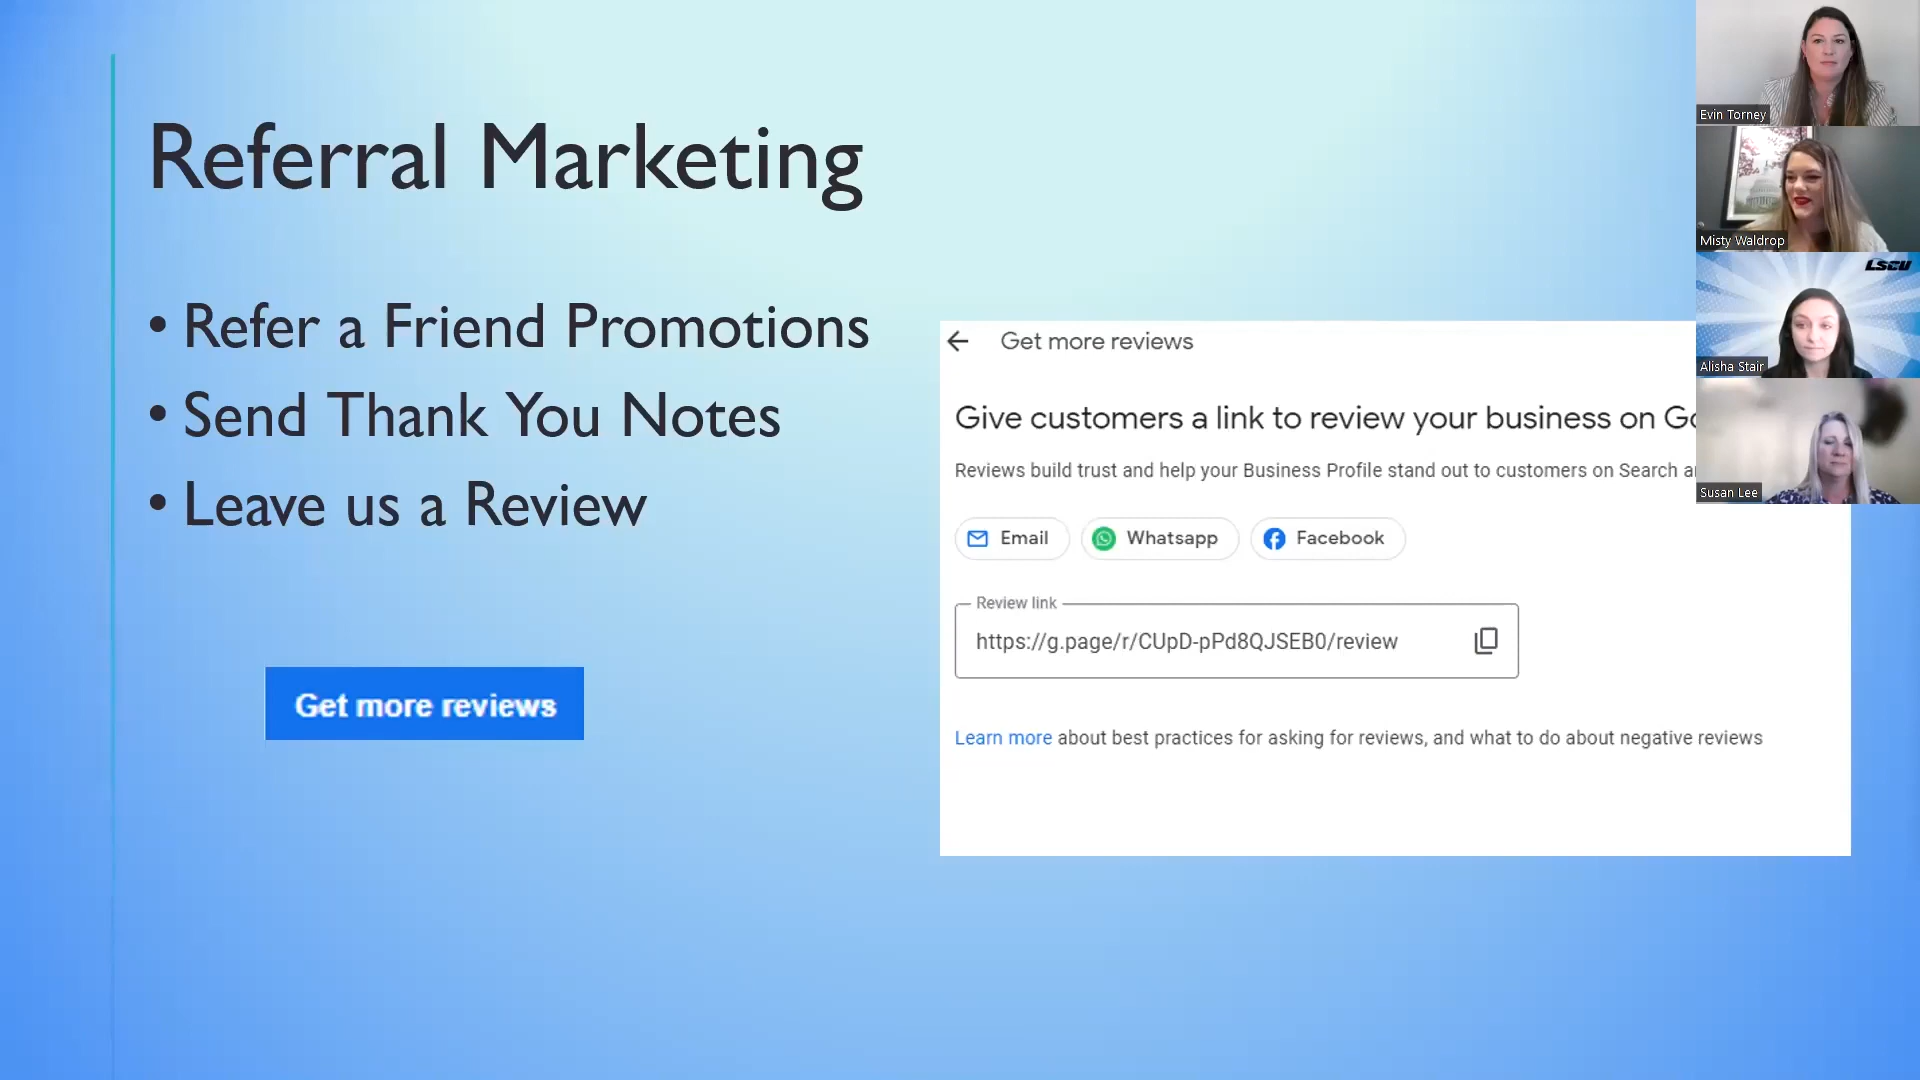 Referral Marketing
• Refer a Friend Promotions
• Send Thank You Notes
• Leave us a Review
Get more reviews
Get more reviews
Give customers a link to review your business on Go
Reviews build trust and help your Business Profile stand out to customers on Search a
Email
Whatsapp
Facebook
Review link
https://g.page/r/CUpD-pPd8QJSEB0/review
Learn more about best practices for asking for reviews, and what to do about negative reviews
Evin Torney
Misty Waldrop
LSCU
Alisha Stair
Susan Lee